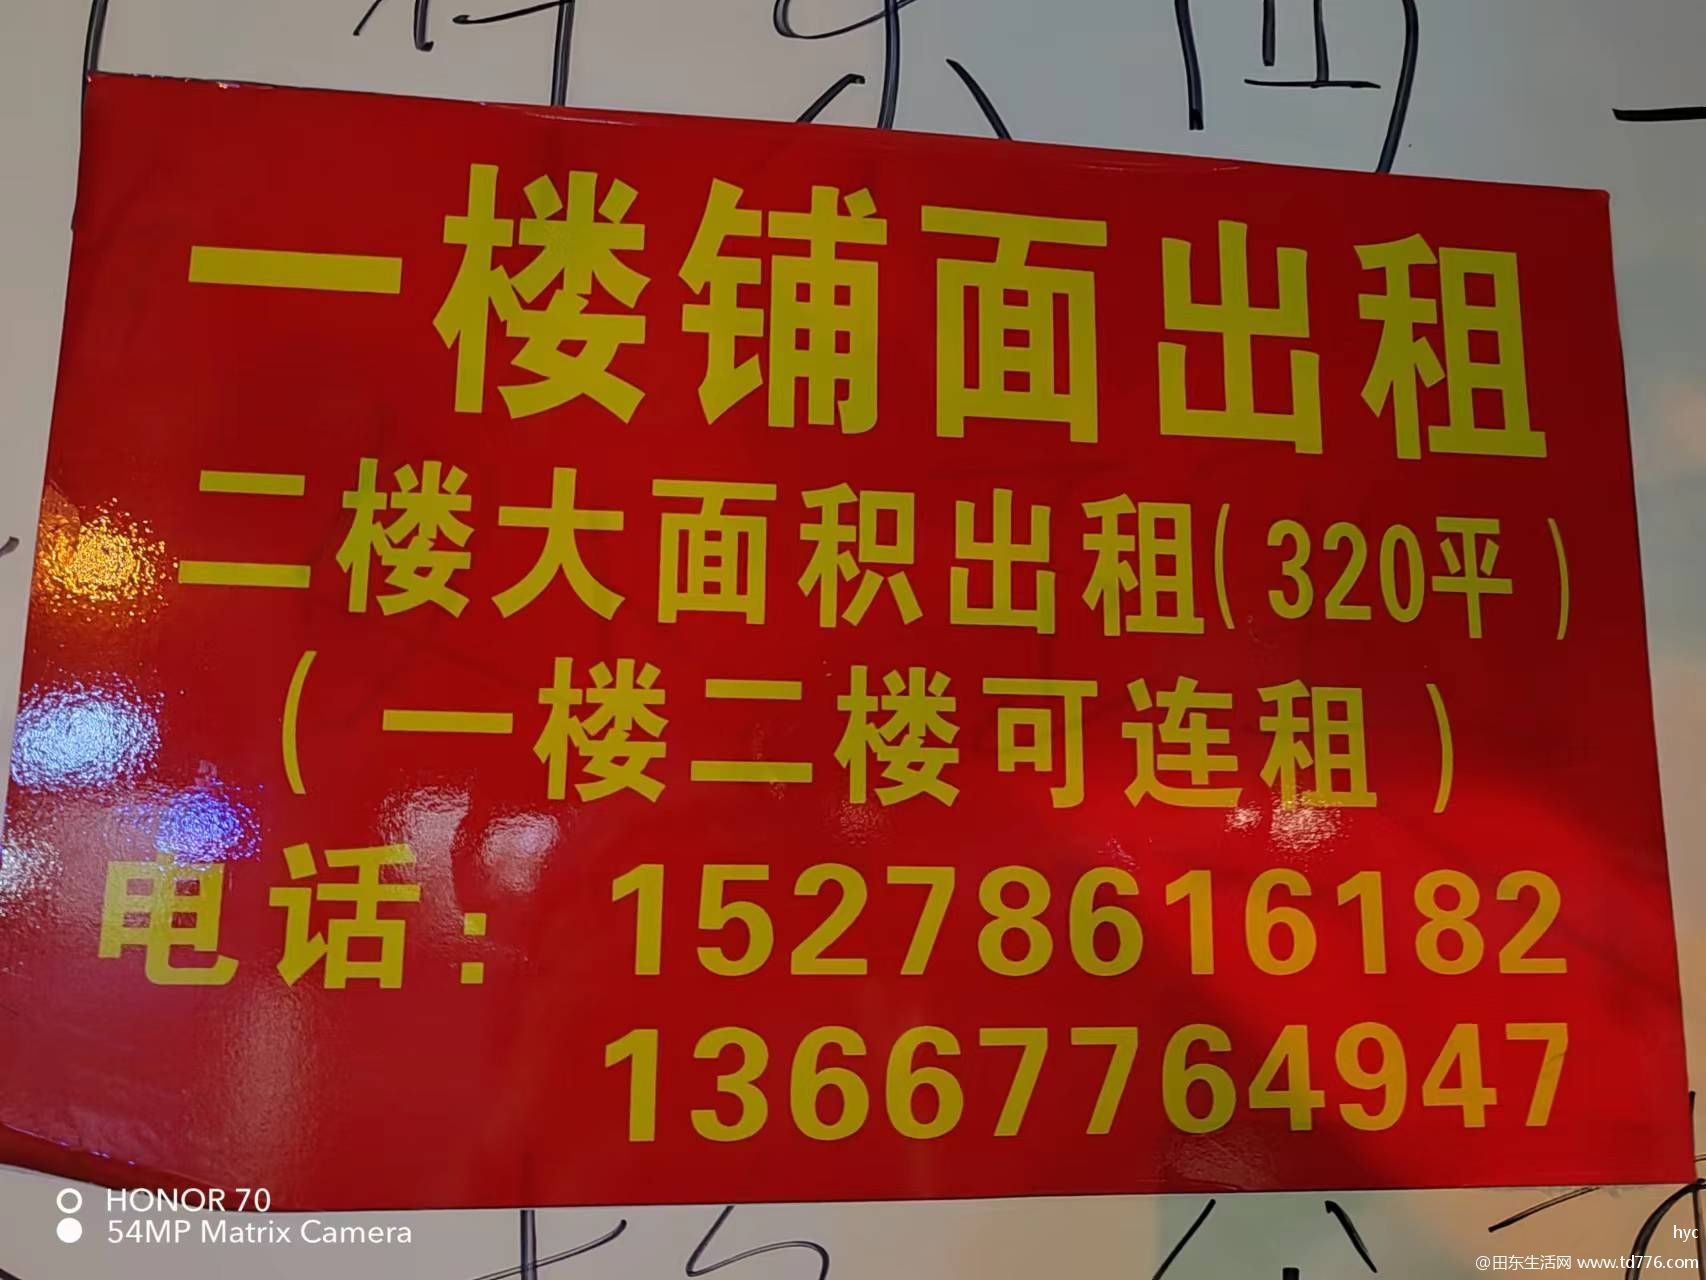 一楼铺面出租
二楼大面积出租(320平)
(一楼二楼可连租)
电话: 15278616182
13667764947
HONOR 70
54MP Matrix Camera
hyc
@田东生活网 www.td776.com